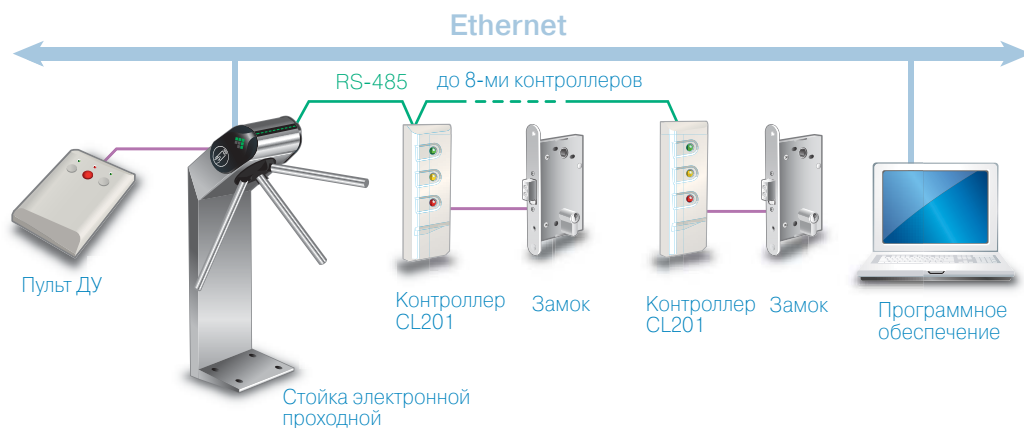 Ethernet
RS-485
до 8-ми контроллеров
Пульт ДУ
Контроллер
CL201
Замок
Контроллер
CL201
Замок
Программное
обеспечение
Стойка электронной
проходной